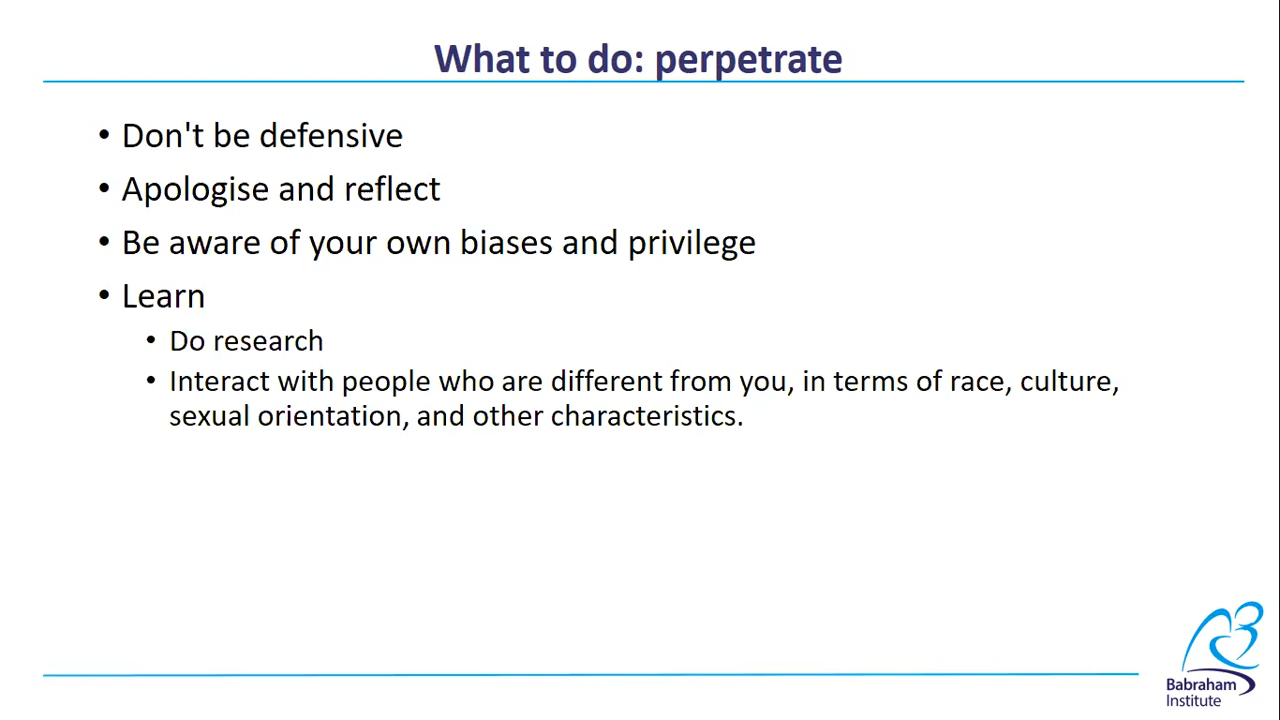 What to do: perpetrate
• Don't be defensive
• Apologise and reflect
• Be aware of your own biases and privilege
• Learn
• Do research
• Interact with people who are different from you, in terms of race, culture,
sexual orientation, and other characteristics.
Babraham
Institute